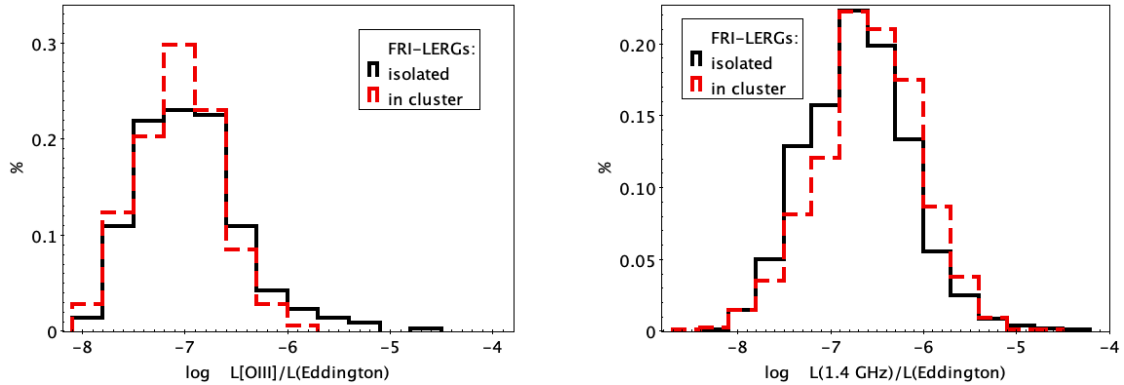 0.3
0.2
0.1
0
%
FRI-LERGs:
isolated
in cluster
-8
-7
-6
-5
-4
log L[OIII]/L(Eddington)
0.20
0.15
0.10
0.05
0
%
FRI-LERGs:
isolated
in cluster
-8
-7
-6
-5
-4
log L(1.4 GHz)/L(Eddington)